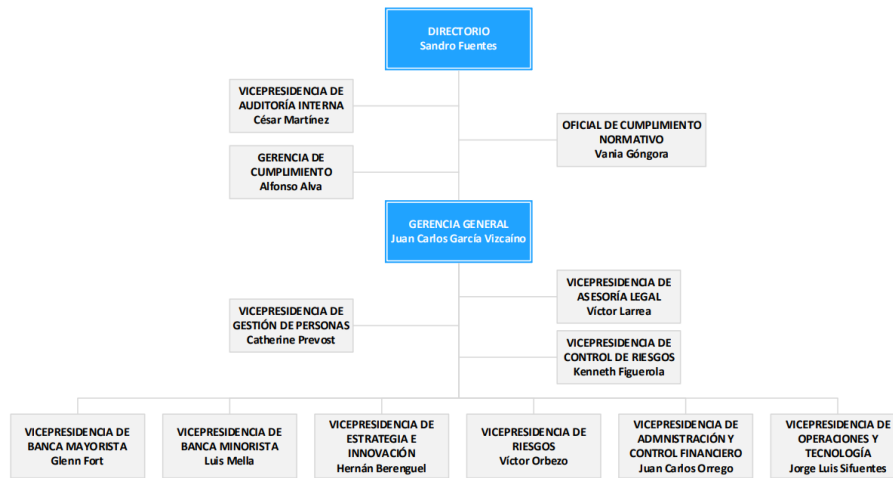 DIRECTORIO
Sandro Fuentes
VICEPRESIDENCIA DE
AUDITORÍA INTERNA
César Martínez
OFICIAL DE CUMPLIMIENTO
NORMATIVO
Vania Góngora
GERENCIA DE
CUMPLIMIENTO
Alfonso Alva
GERENCIA GENERAL
Juan Carlos García Vizcaíno
VICEPRESIDENCIA DE
ASESORÍA LEGAL
Víctor Larrea
VICEPRESIDENCIA DE
GESTIÓN DE PERSONAS
Catherine Prevost
VICEPRESIDENCIA DE
CONTROL DE RIESGOS
Kenneth Figuerola
VICEPRESIDENCIA DE
BANCA MAYORISTA
Glenn Fort
VICEPRESIDENCIA DE
BANCA MINORISTA
Luis Mella
VICEPRESIDENCIA DE
ESTRATEGIA E
INNOVACIÓN
Hernán Berenguel
VICEPRESIDENCIA DE
RIESGOS
Víctor Orbezo
VICEPRESIDENCIA DE
ADMNISTRACIÓN Y
CONTROL FINANCIERO
Juan Carlos Orrego
VICEPRESIDENCIA DE
OPERACIONES Y
TECNOLOGÍA
Jorge Luis Sifuentes